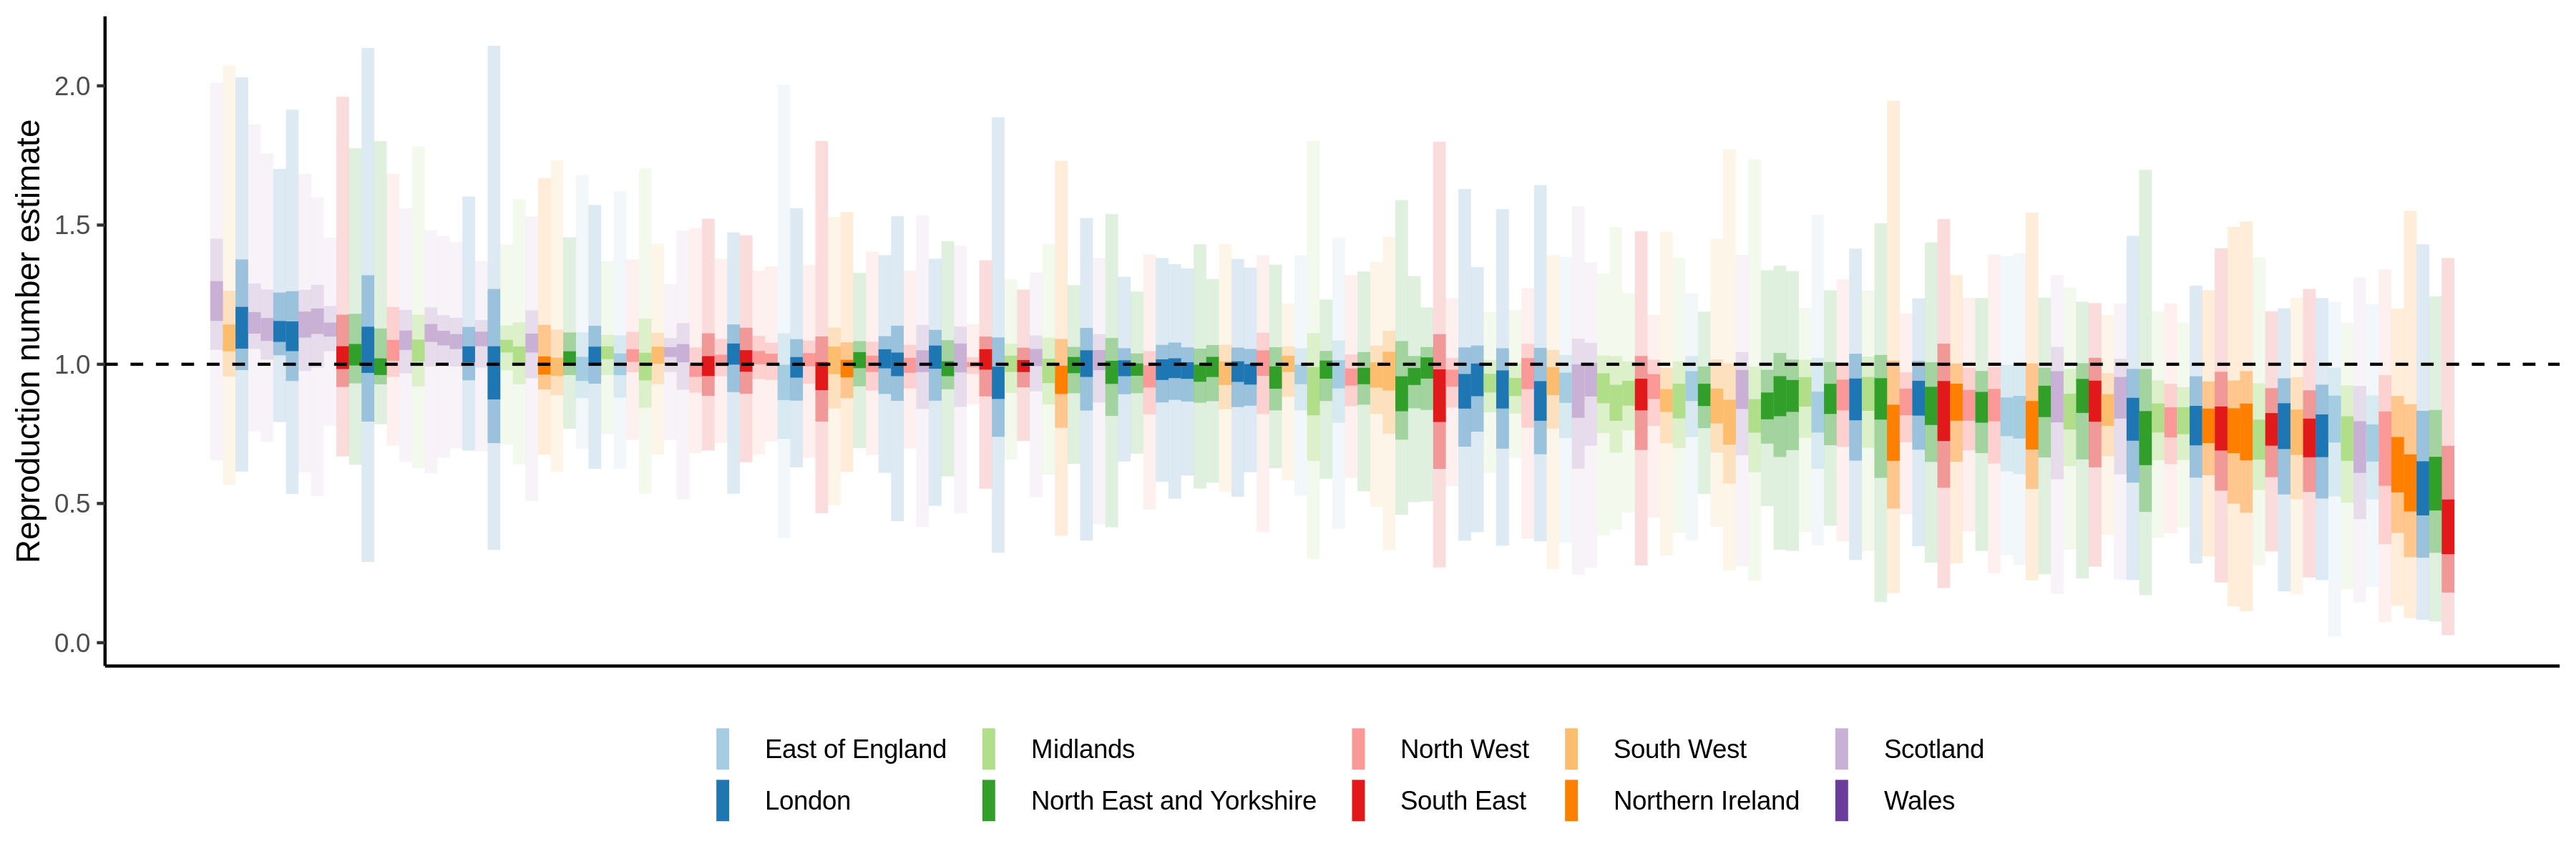 Reproduction number estimate
2.0
1.5
1.0
0.5
0.0
East of England
Midlands
North West
South West
Scotland
London
North East and Yorkshire
South East
Northern Ireland
Wales